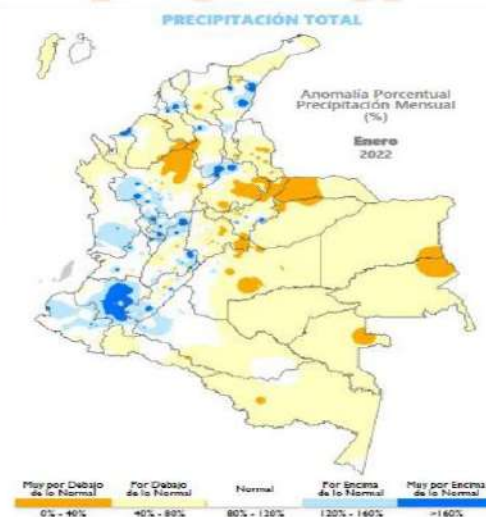 PRECIPITACIÓN TOTAL
Anomalía Porcentual
Precipitación Mensual
(%)
Enero
2022
Muy por Debajo
de lo Normal
Por Debajo
de lo Normal
Normal
Por Encima
de lo Normal
Muy por Encima
de lo Normal
0% - 40%
40% - 80%
80% - 120%
120% - 160%
>160%